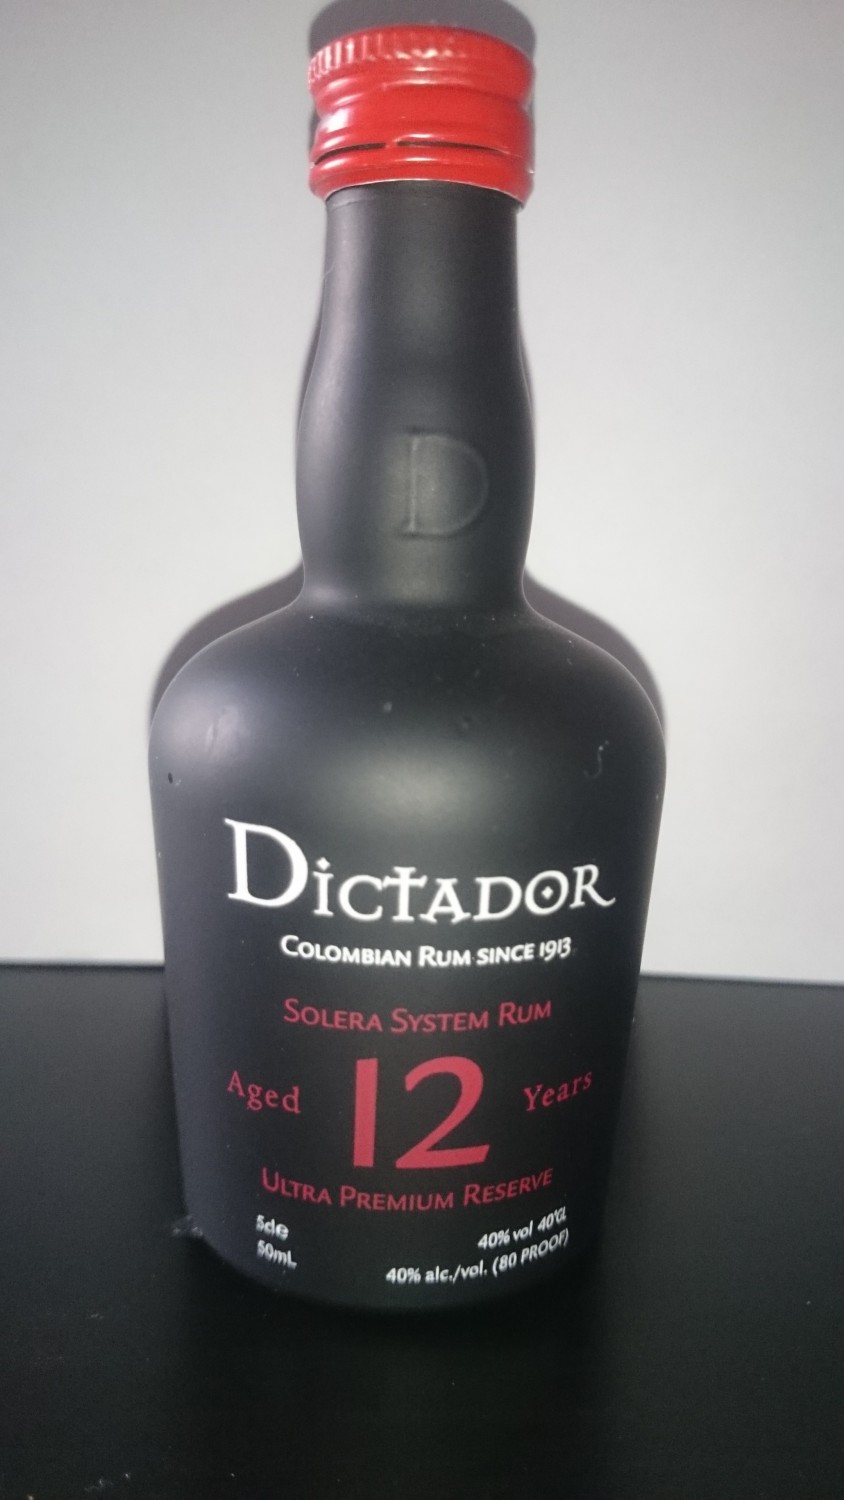 D
DICTADOR
COLOMBIAN RUM SINCE 1913
SOLERA SYSTEM RUM
Aged 12 Years
ULTRA PREMIUM RESERVE
5cl e 40% vol 40°GL
50mL 40% alc./vol. (80 PROOF)